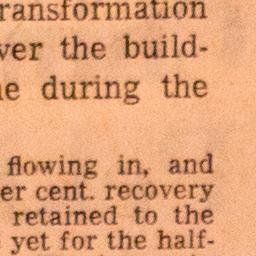 ransformation
ver the build-
e during the
flowing in, and
er cent. recovery
retained to the
yet for the half-